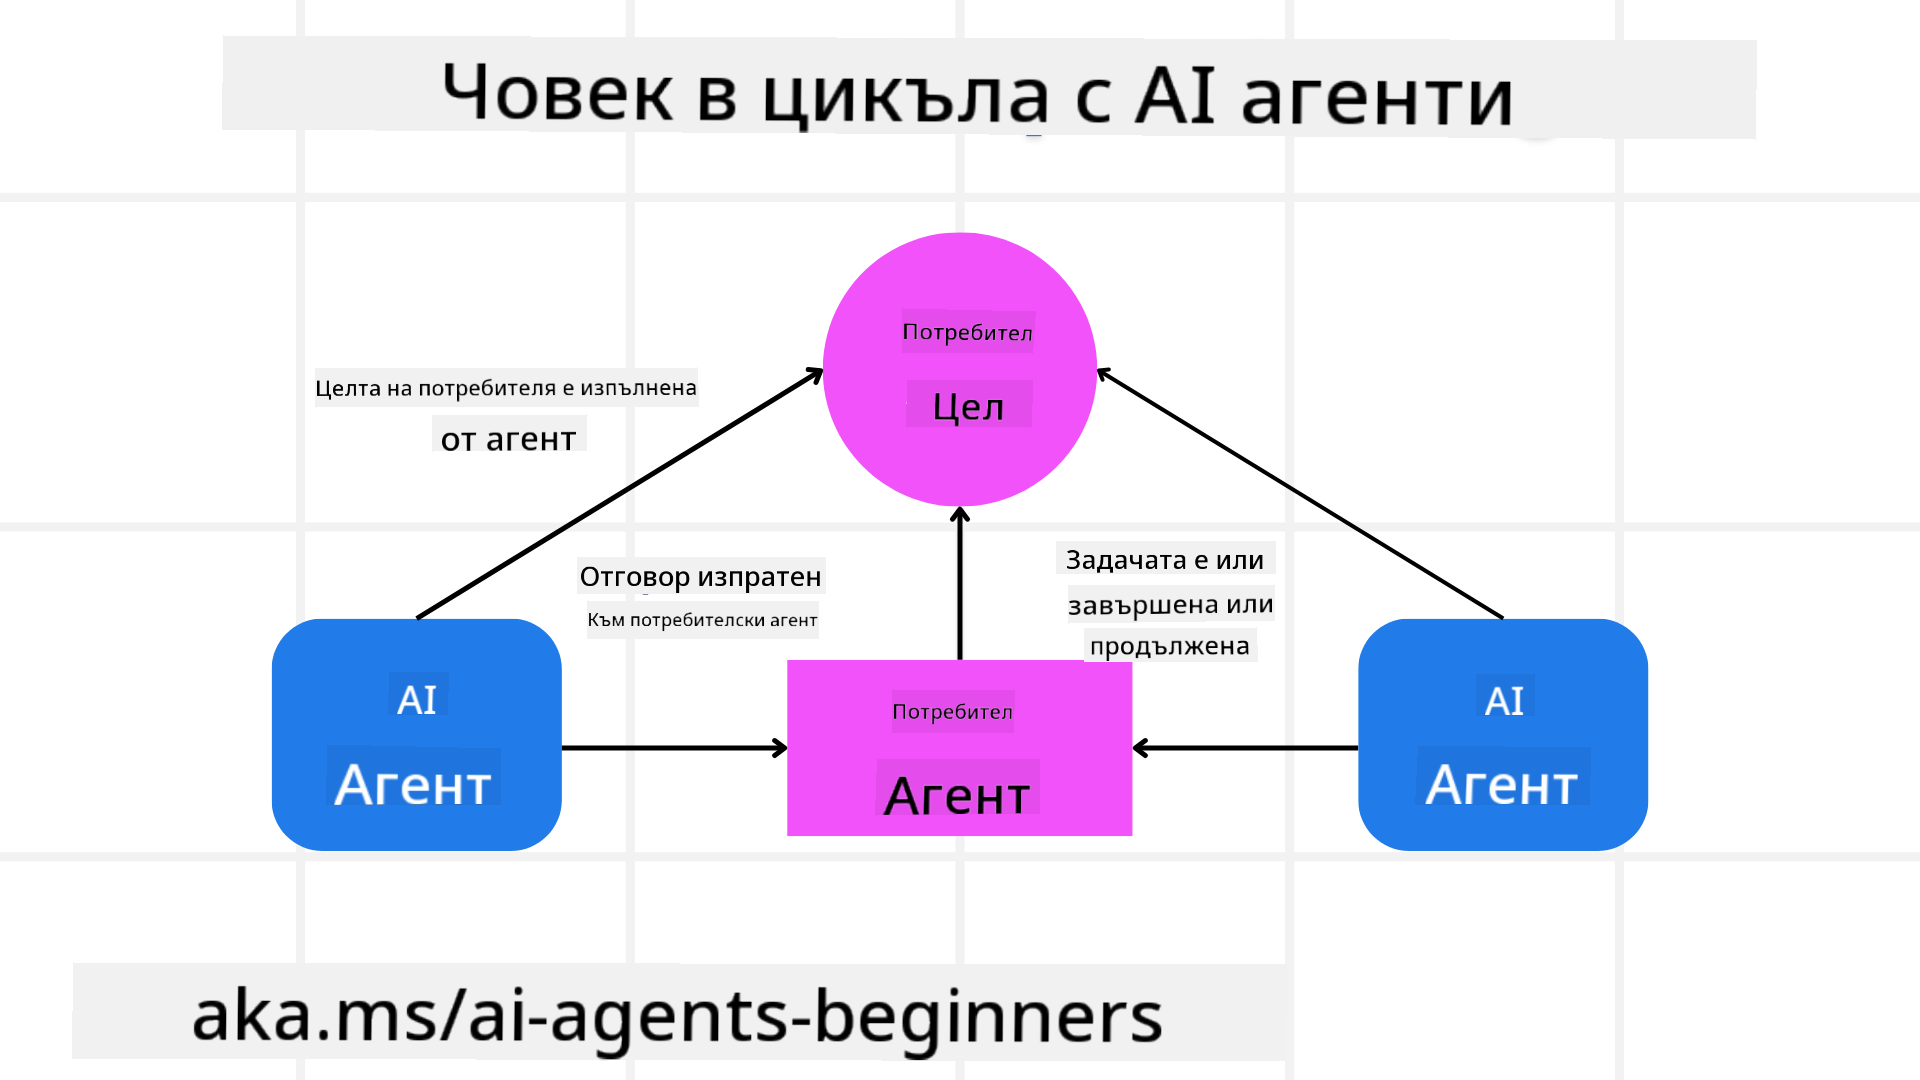 Човек в цикъла с AI агенти
Потребител
Цел
Целта на потребителя е изпълнена
от агент
Отговор изпратен
Към потребителски агент
Задачата е или
завършена или
продължена
AI
Агент
Потребител
Агент
AI
Агент
aka.ms/ai-agents-beginners